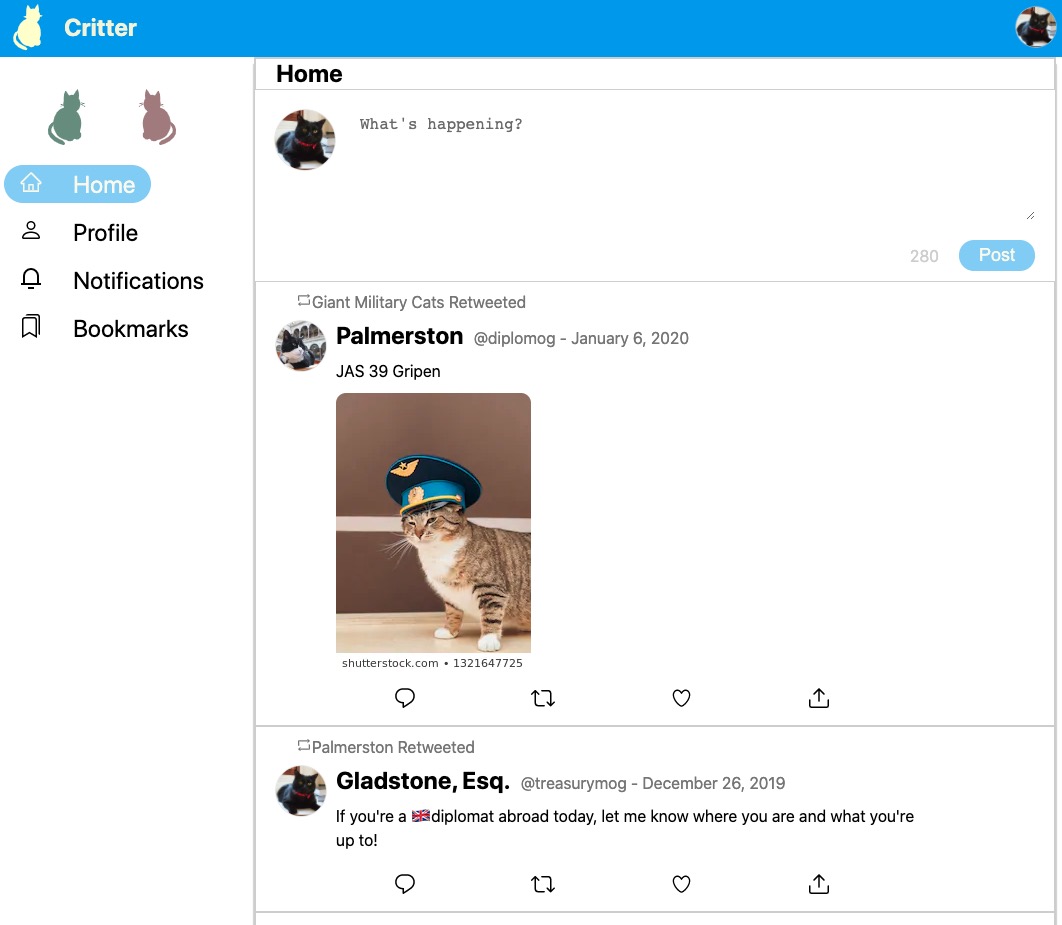 Critter
Home
What's happening?
Home
Profile
Notifications
Bookmarks
280
Post
Giant Military Cats Retweeted
Palmerston @diplomog - January 6, 2020
JAS 39 Gripen
shutterstock.com • 1321647725
Palmerston Retweeted
Gladstone, Esq. @treasurymog - December 26, 2019
If you're a 🇬🇧diplomat abroad today, let me know where you are and what you're
up to!